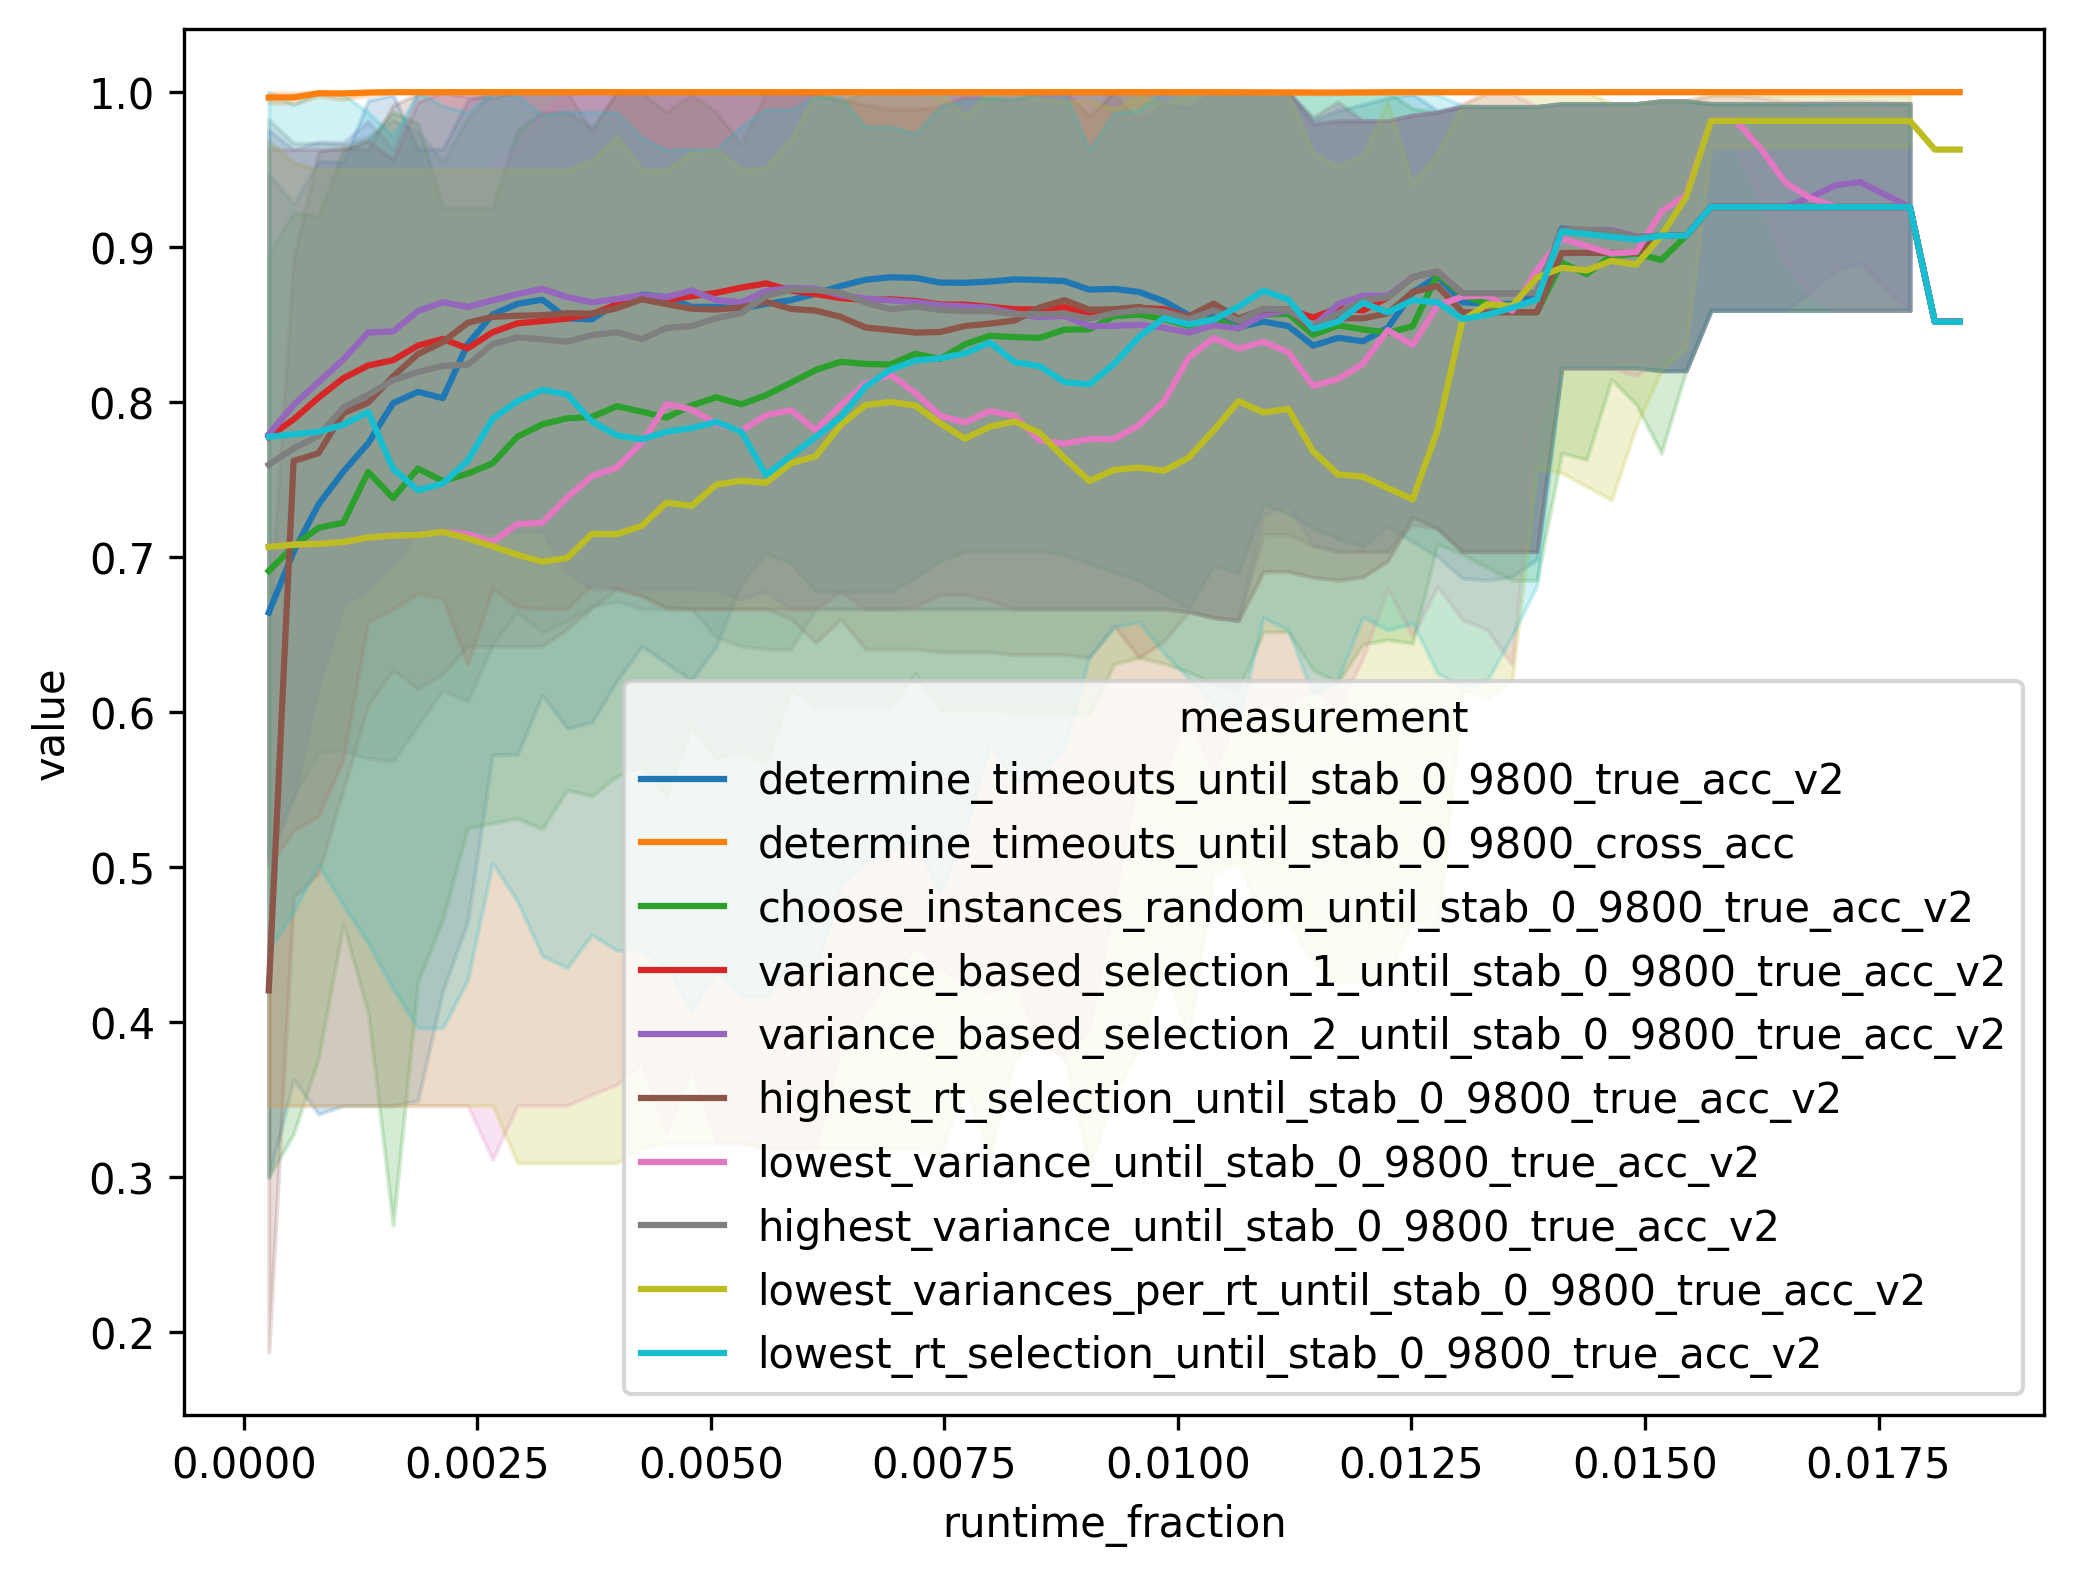 1.0
0.9
0.8
0.7
0.6
0.5
0.4
0.3
0.2
value
measurement
determine_timeouts_until_stab_0_9800_true_acc_v2
determine_timeouts_until_stab_0_9800_cross_acc
choose_instances_random_until_stab_0_9800_true_acc_v2
variance_based_selection_1_until_stab_0_9800_true_acc_v2
variance_based_selection_2_until_stab_0_9800_true_acc_v2
highest_rt_selection_until_stab_0_9800_true_acc_v2
lowest_variance_until_stab_0_9800_true_acc_v2
highest_variance_until_stab_0_9800_true_acc_v2
lowest_variances_per_rt_until_stab_0_9800_true_acc_v2
lowest_rt_selection_until_stab_0_9800_true_acc_v2
0.0000 0.0025 0.0050 0.0075 0.0100 0.0125 0.0150 0.0175
runtime_fraction